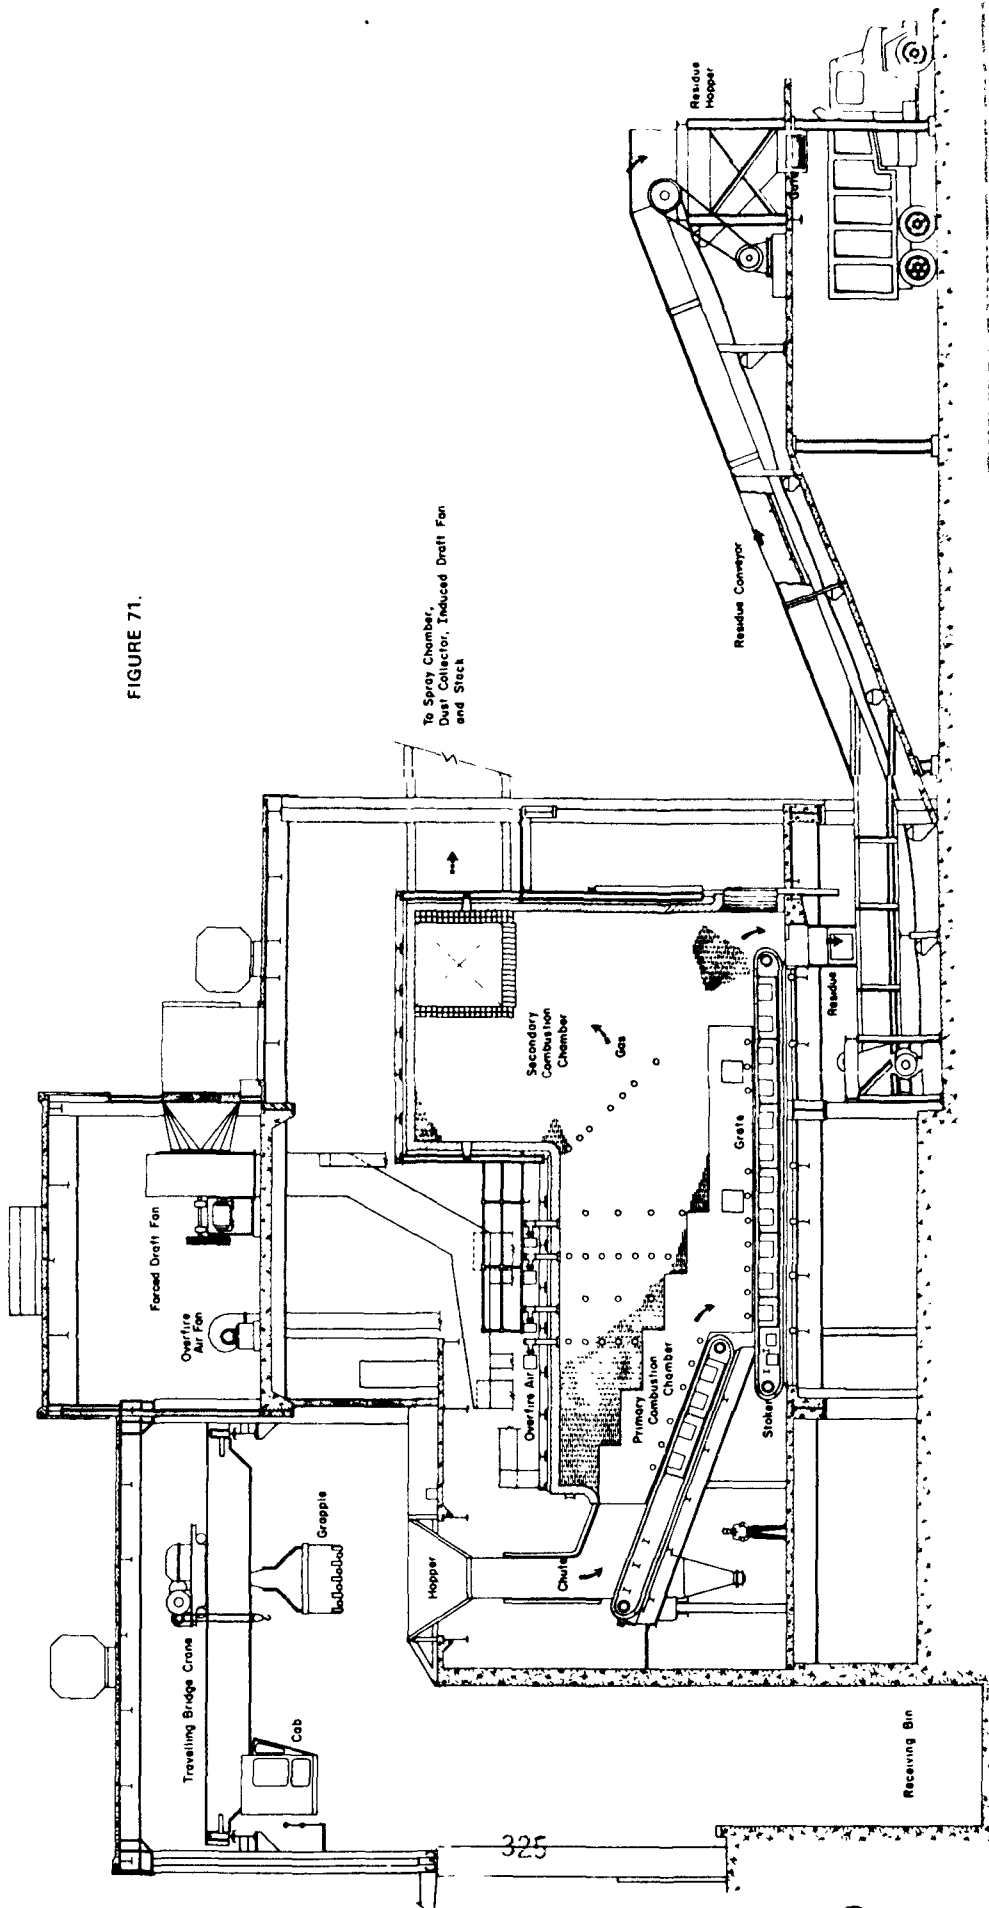 FIGURE 71.
Travelling Bridge Crane
Cab
Grapple
Overfire
Air Fan
Forced Draft Fan
Hopper
Chute
Overfire Air
Primary
Combustion
Chamber
Stoker
Grate
Secondary
Combustion
Chamber
Gas
To Spray Chamber,
Dust Collector, Induced Draft Fan
and Stack
Residue
Residue Conveyor
Residue
Hopper
Gate
Receiving Bin
325